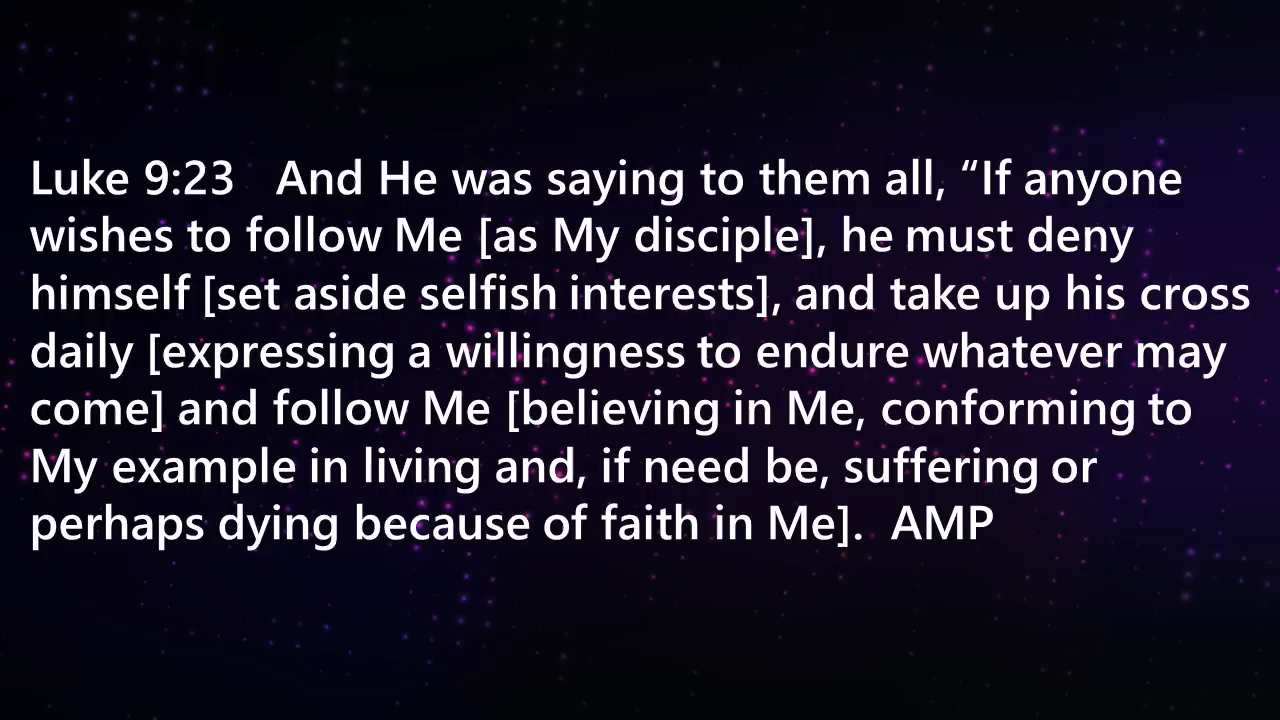 Luke 9:23   And He was saying to them all, “If anyone
wishes to follow Me [as My disciple], he must deny
himself [set aside selfish interests], and take up his cross
daily [expressing a willingness to endure whatever may
come] and follow Me [believing in Me, conforming to
My example in living and, if need be, suffering or
perhaps dying because of faith in Me].  AMP